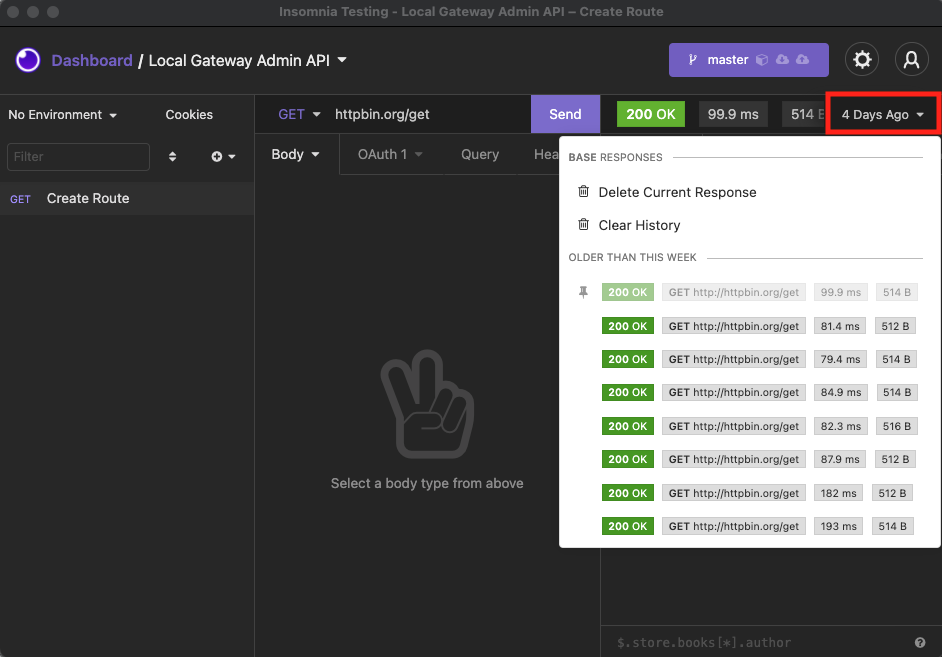 Insomnia Testing - Local Gateway Admin API – Create Route
Dashboard / Local Gateway Admin API
master
No Environment
Cookies
GET
httpbin.org/get
Send
200 OK
99.9 ms
514
4 Days Ago
Filter
Body
OAuth 1
Query
Hea
GET Create Route
BASE RESPONSES
Delete Current Response
Clear History
OLDER THAN THIS WEEK
200 OK GET http://httpbin.org/get 99.9 ms 514 B
200 OK GET http://httpbin.org/get 81.4 ms 512 B
200 OK GET http://httpbin.org/get 79.4 ms 514 B
200 OK GET http://httpbin.org/get 84.9 ms 514 B
200 OK GET http://httpbin.org/get 82.3 ms 516 B
200 OK GET http://httpbin.org/get 87.9 ms 512 B
200 OK GET http://httpbin.org/get 182 ms 512 B
200 OK GET http://httpbin.org/get 193 ms 514 B
Select a body type from above
$.store.books[*].author